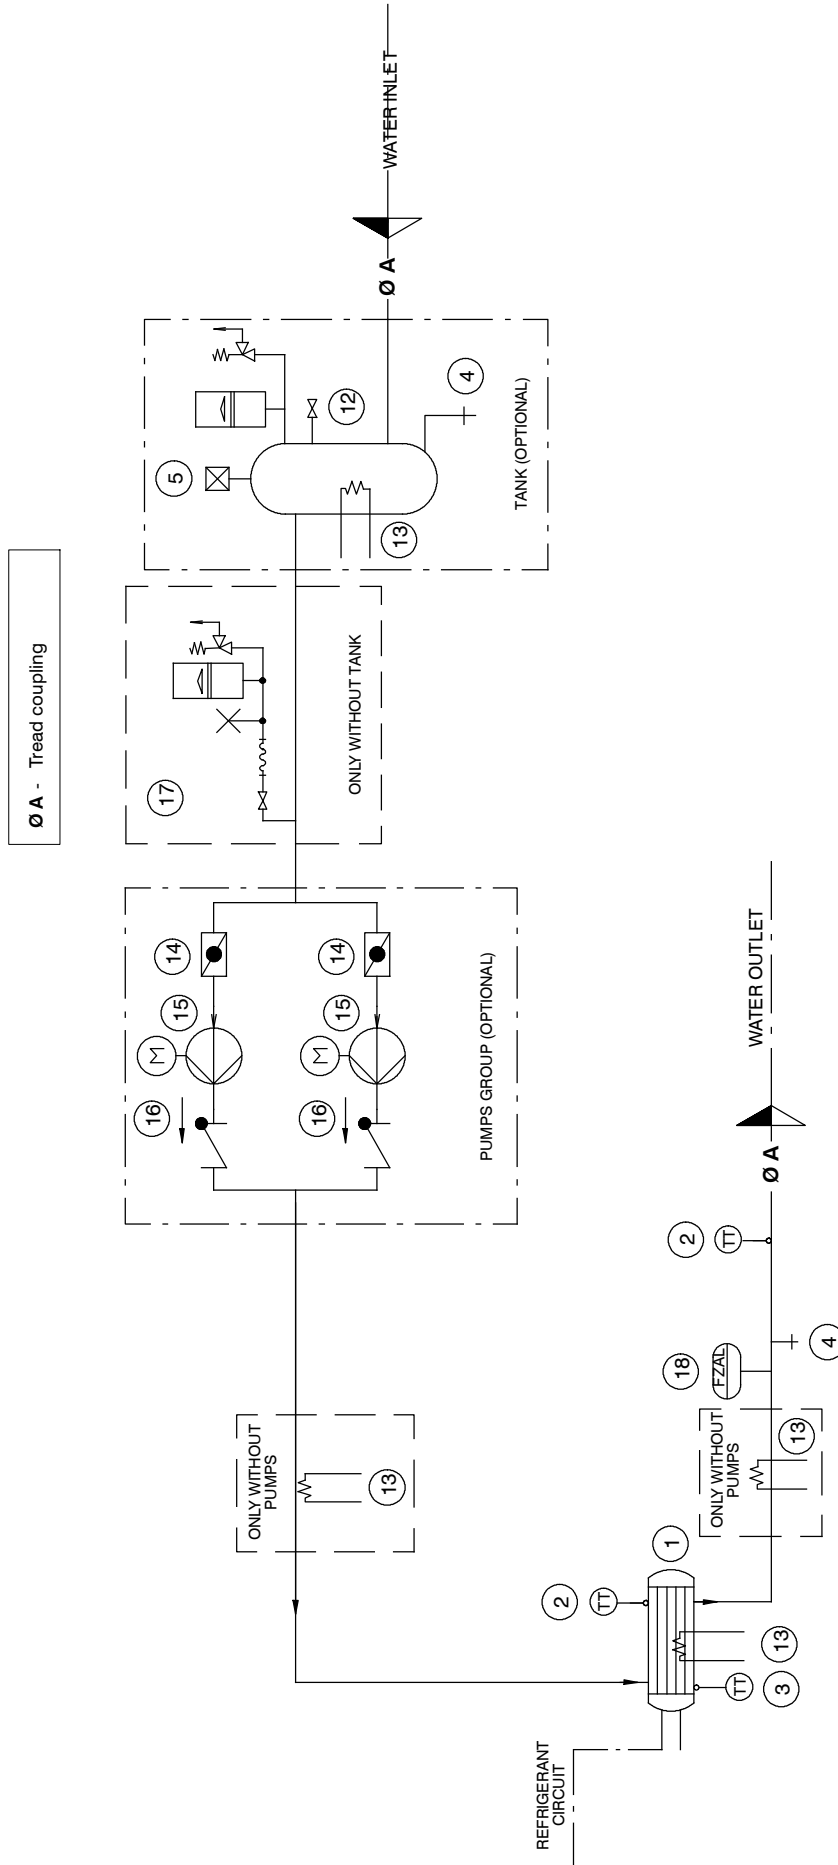 Ø A - Tread coupling
REFRIGERANT
CIRCUIT
ONLY WITHOUT
PUMPS
13
2
TT
1
3
TT
13
ONLY WITHOUT
PUMPS
13
18
FZAL
4
2
TT
Ø A
WATER OUTLET
PUMPS GROUP (OPTIONAL)
16
M
15
14
16
M
15
14
17
ONLY WITHOUT TANK
5
13
12
4
TANK (OPTIONAL)
Ø A
WATER INLET